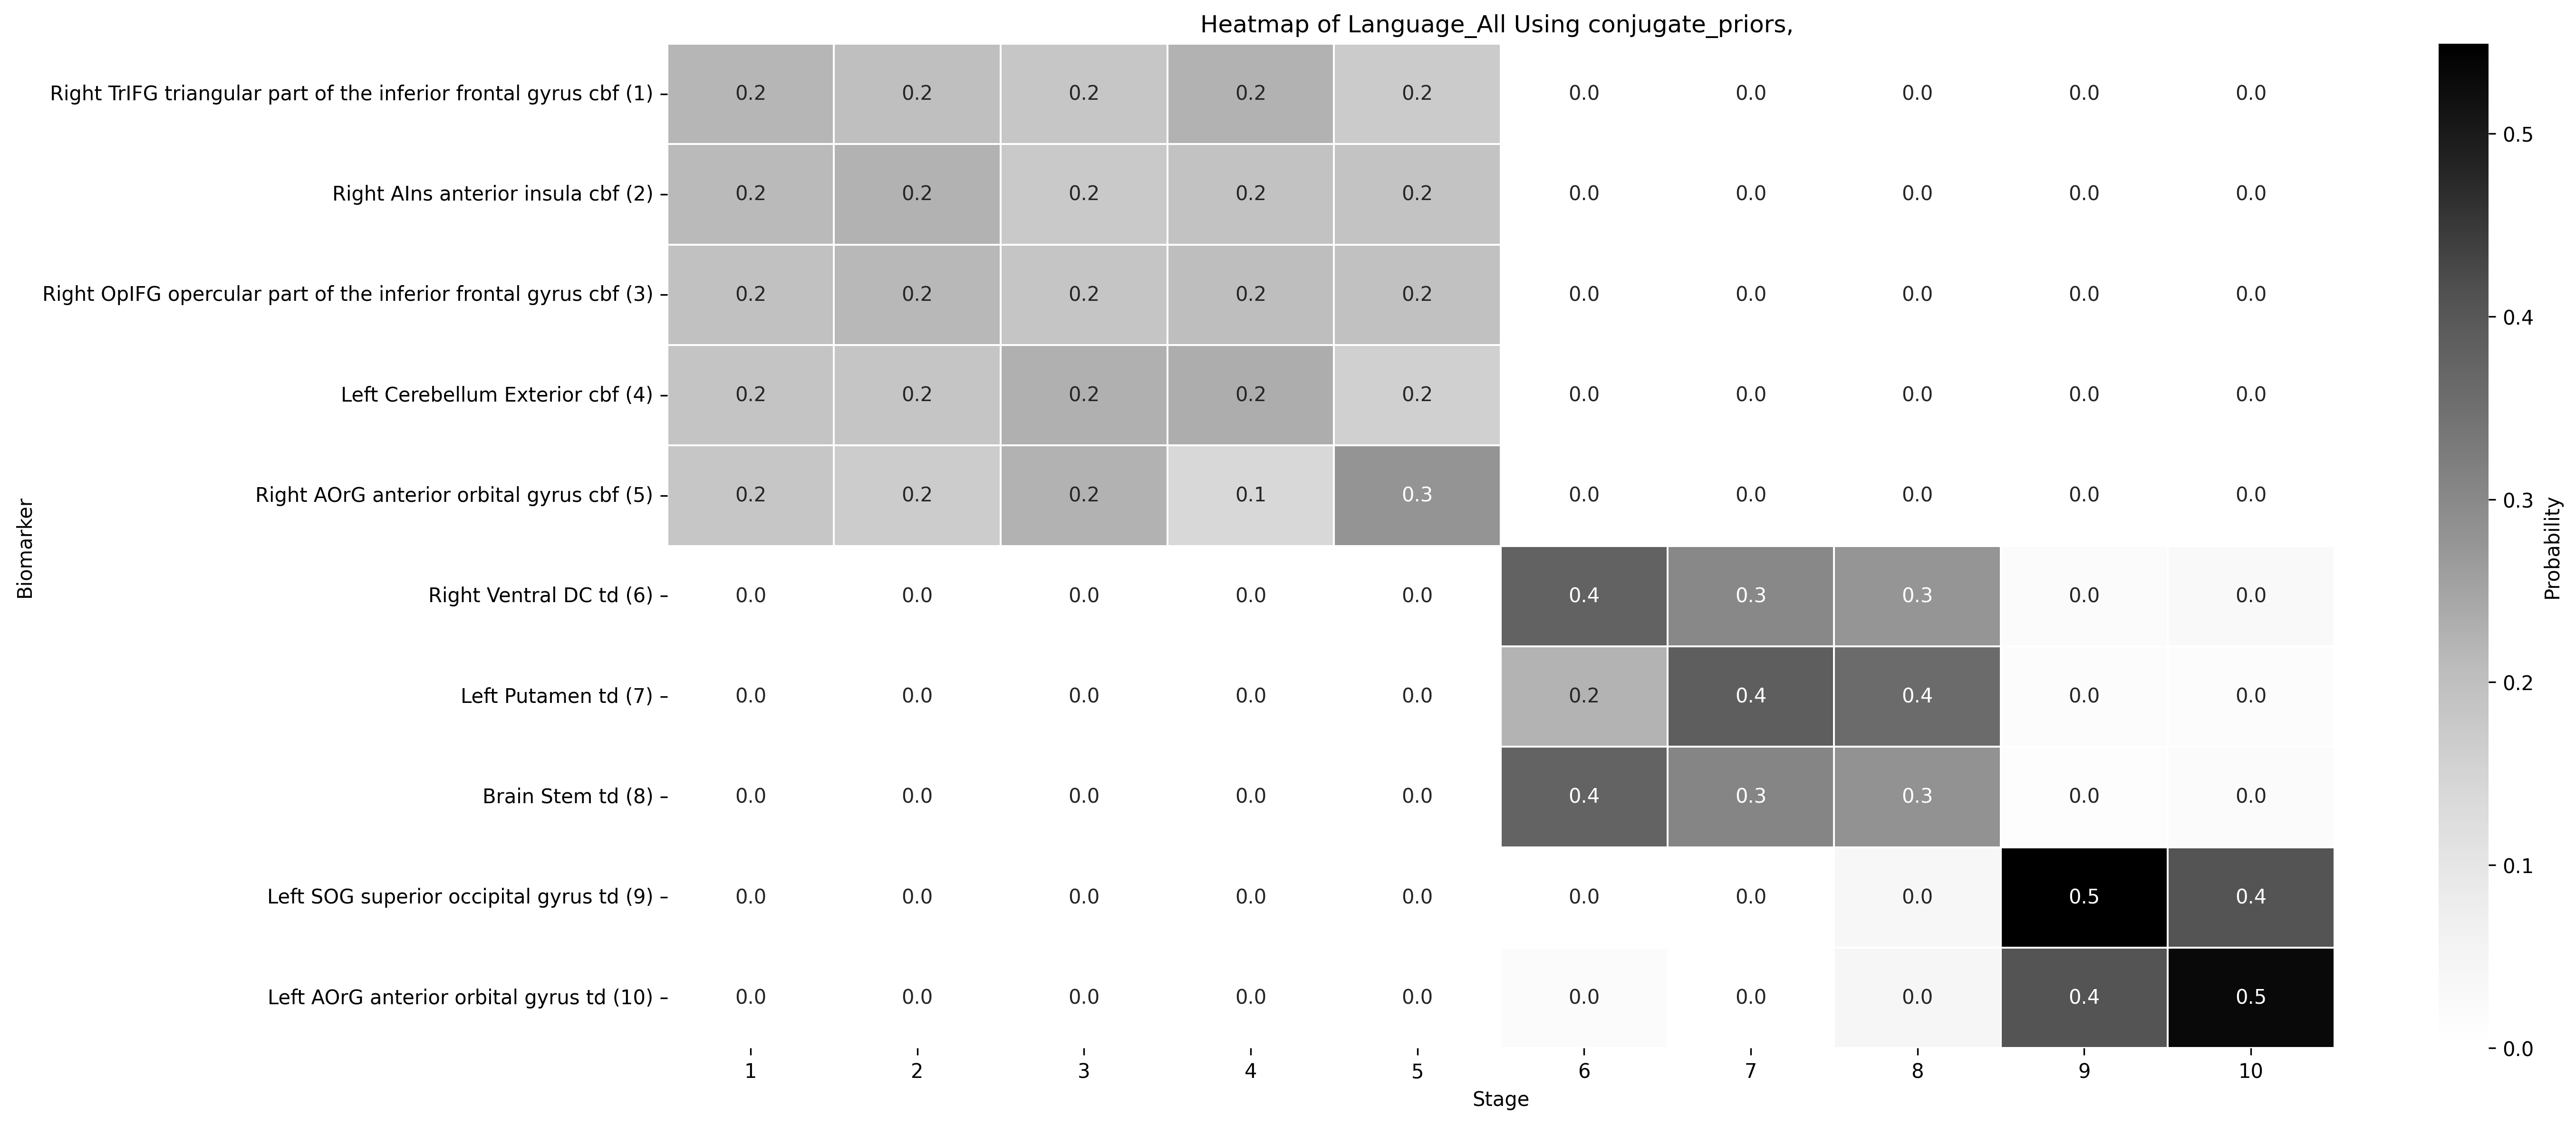 Heatmap of Language_All Using conjugate_priors,
Right TrIFG triangular part of the inferior frontal gyrus cbf (1) 0.2 0.2 0.2 0.2 0.2 0.0 0.0 0.0 0.0 0.0
Right AIns anterior insula cbf (2) 0.2 0.2 0.2 0.2 0.2 0.0 0.0 0.0 0.0 0.0
Right OpIFG opercular part of the inferior frontal gyrus cbf (3) 0.2 0.2 0.2 0.2 0.2 0.0 0.0 0.0 0.0 0.0
Left Cerebellum Exterior cbf (4) 0.2 0.2 0.2 0.2 0.2 0.0 0.0 0.0 0.0 0.0
Right AOrG anterior orbital gyrus cbf (5) 0.2 0.2 0.2 0.1 0.3 0.0 0.0 0.0 0.0 0.0
Right Ventral DC td (6) 0.0 0.0 0.0 0.0 0.0 0.4 0.3 0.3 0.0 0.0
Left Putamen td (7) 0.0 0.0 0.0 0.0 0.0 0.2 0.4 0.4 0.0 0.0
Brain Stem td (8) 0.0 0.0 0.0 0.0 0.0 0.4 0.3 0.3 0.0 0.0
Left SOG superior occipital gyrus td (9) 0.0 0.0 0.0 0.0 0.0 0.0 0.0 0.0 0.5 0.4
Left AOrG anterior orbital gyrus td (10) 0.0 0.0 0.0 0.0 0.0 0.0 0.0 0.0 0.4 0.5
1 2 3 4 5 6 7 8 9 10
Stage
Biomarker
0.5
0.4
0.3
0.2
0.1
0.0
Probability